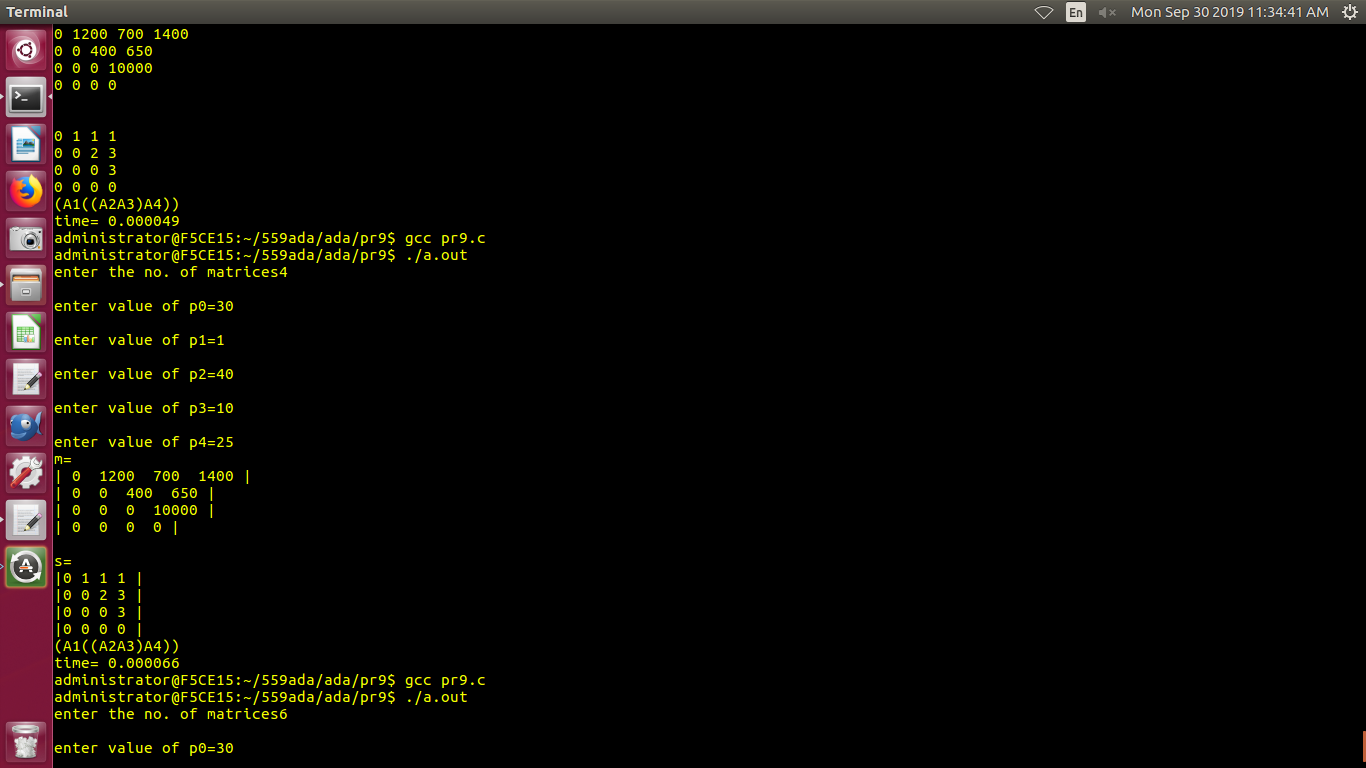 Terminal
En
Mon Sep 30 2019 11:34:41 AM
0 1200 700 1400
0 0 400 650
0 0 0 10000
0 0 0 0
0 1 1 1
0 0 2 3
0 0 0 3
0 0 0 0
(A1((A2A3)A4))
time= 0.000049
administrator@F5CE15:~/559ada/ada/pr9$ gcc pr9.c
administrator@F5CE15:~/559ada/ada/pr9$ ./a.out
enter the no. of matrices4
enter value of p0=30
enter value of p1=1
enter value of p2=40
enter value of p3=10
enter value of p4=25
m=
| 0  1200  700  1400 |
| 0  0  400  650 |
| 0  0  0  10000 |
| 0  0  0  0 |
s=
|0 1 1 1 |
|0 0 2 3 |
|0 0 0 3 |
|0 0 0 0 |
(A1((A2A3)A4))
time= 0.000066
administrator@F5CE15:~/559ada/ada/pr9$ gcc pr9.c
administrator@F5CE15:~/559ada/ada/pr9$ ./a.out
enter the no. of matrices6
enter value of p0=30